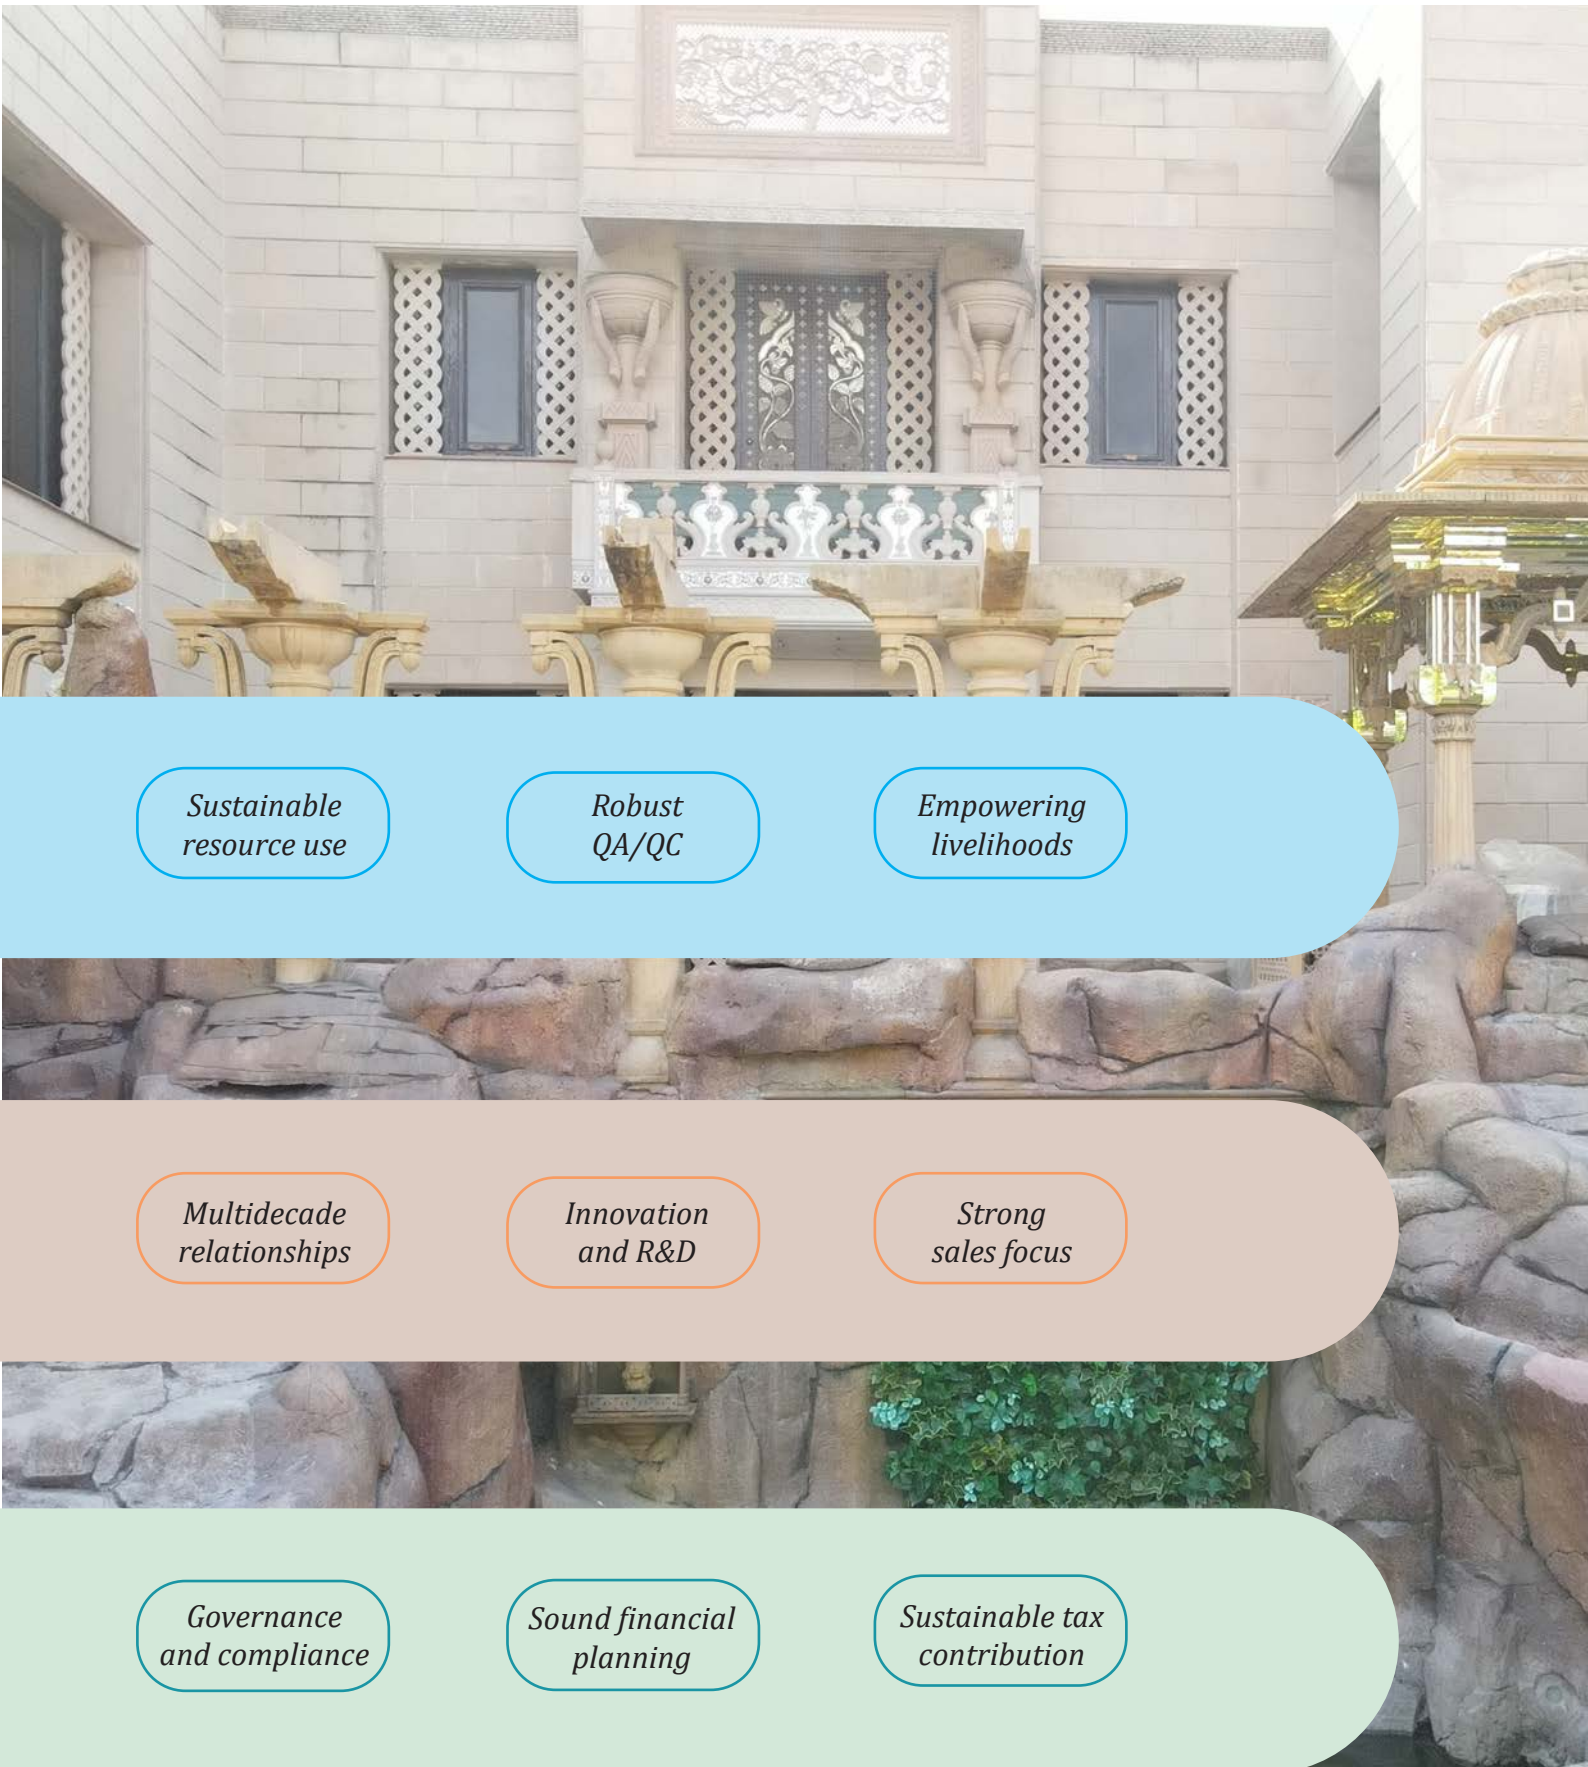 Sustainable
resource use
Robust
QA/QC
Empowering
livelihoods
Multidecade
relationships
Innovation
and R&D
Strong
sales focus
Governance
and compliance
Sound financial
planning
Sustainable tax
contribution